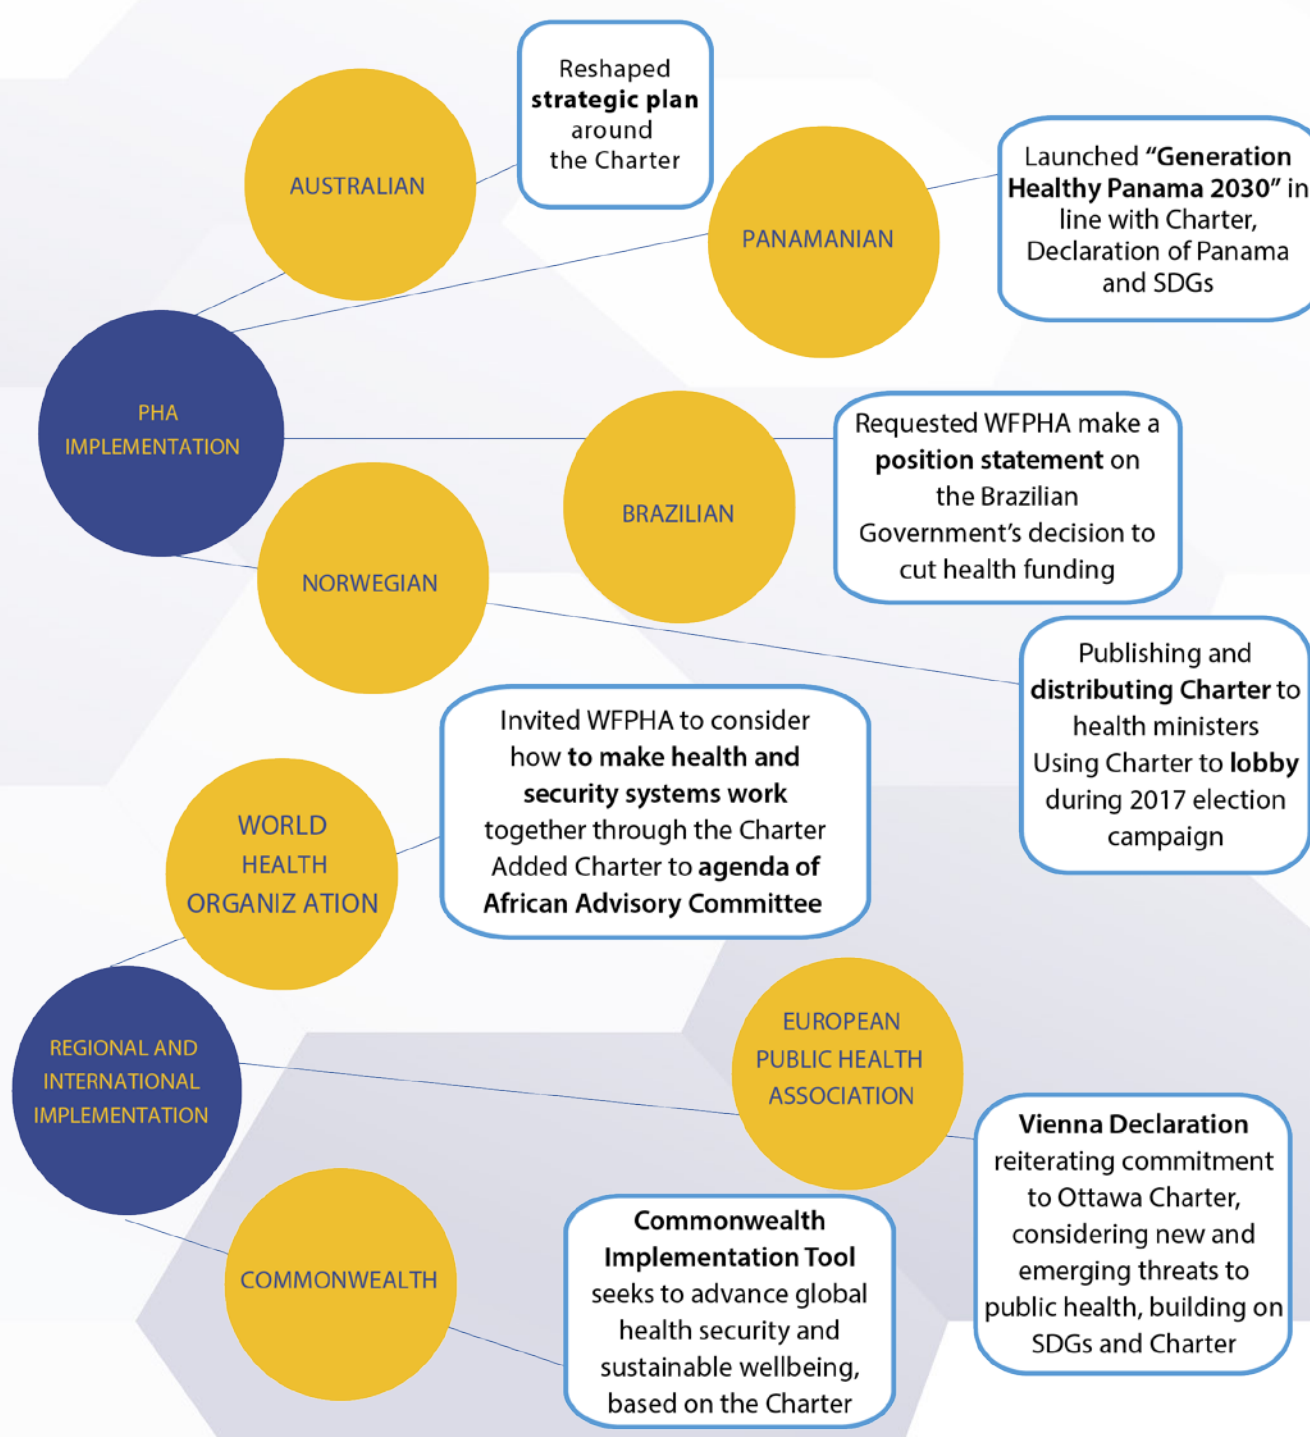 Reshaped
strategic plan
around
the Charter
AUSTRALIAN
PANAMANIAN
Launched “Generation
Healthy Panama 2030” in
line with Charter,
Declaration of Panama
and SDGs
PHA
IMPLEMENTATION
BRAZILIAN
Requested WFPHA make a
position statement on
the Brazilian
Government’s decision to
cut health funding
NORWEGIAN
Publishing and
distributing Charter to
health ministers
Using Charter to lobby
during 2017 election
campaign
WORLD
HEALTH
ORGANIZ ATION
Invited WFPHA to consider
how to make health and
security systems work
together through the Charter
Added Charter to agenda of
African Advisory Committee
REGIONAL AND
INTERNATIONAL
IMPLEMENTATION
EUROPEAN
PUBLIC HEALTH
ASSOCIATION
Vienna Declaration
reiterating commitment
to Ottawa Charter,
considering new and
emerging threats to
public health, building on
SDGs and Charter
COMMONWEALTH
Commonwealth
Implementation Tool
seeks to advance global
health security and
sustainable wellbeing,
based on the Charter